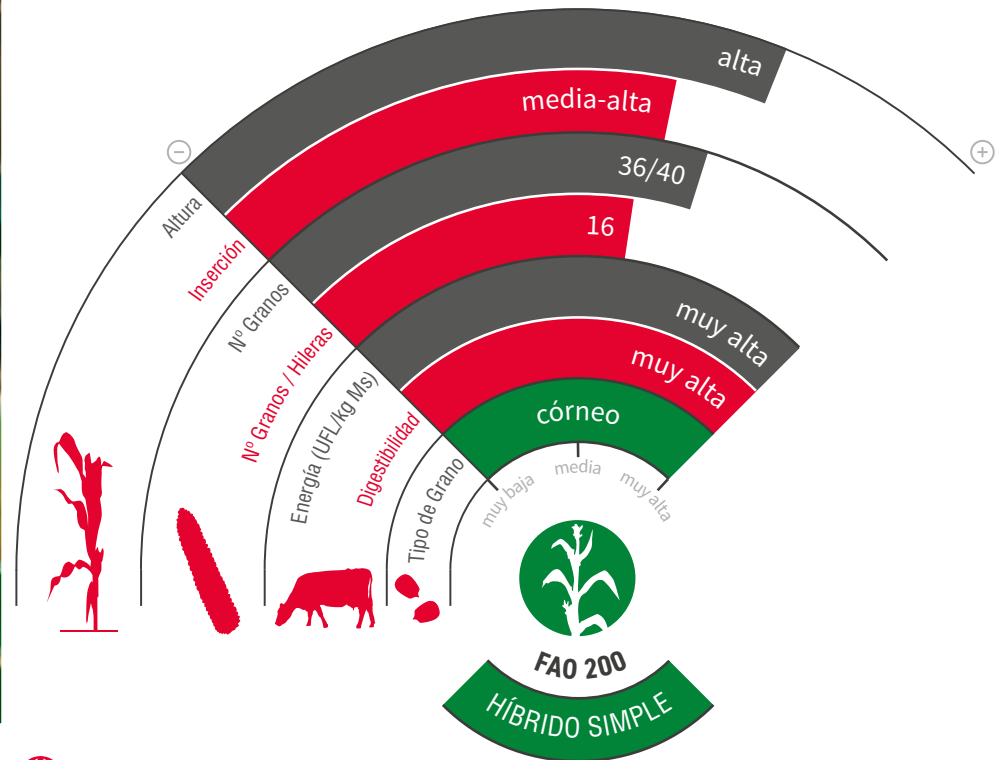 alta
media-alta
36/40
16
muy alta
muy alta
córneo
−
+
Altura
Inserción
Nº Granos
Nº Granos / Hileras
Energía (UFL/kg Ms)
Digestibilidad
Tipo de Grano
muy baja
media
muy alta
FAO 200
HÍBRIDO SIMPLE